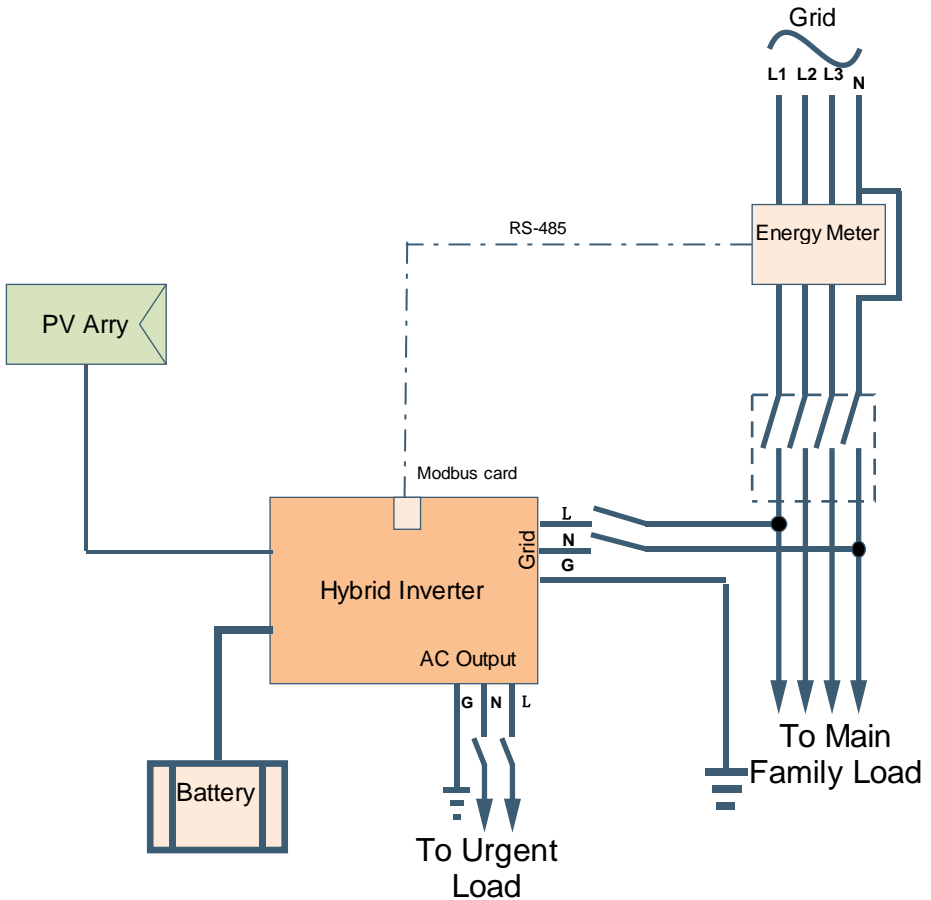 Grid
L1 L2 L3 N
RS-485
Energy Meter
PV Arry
Modbus card
L
N
G
Grid
Hybrid Inverter
AC Output
G N L
To Main
Family Load
Battery
To Urgent
Load